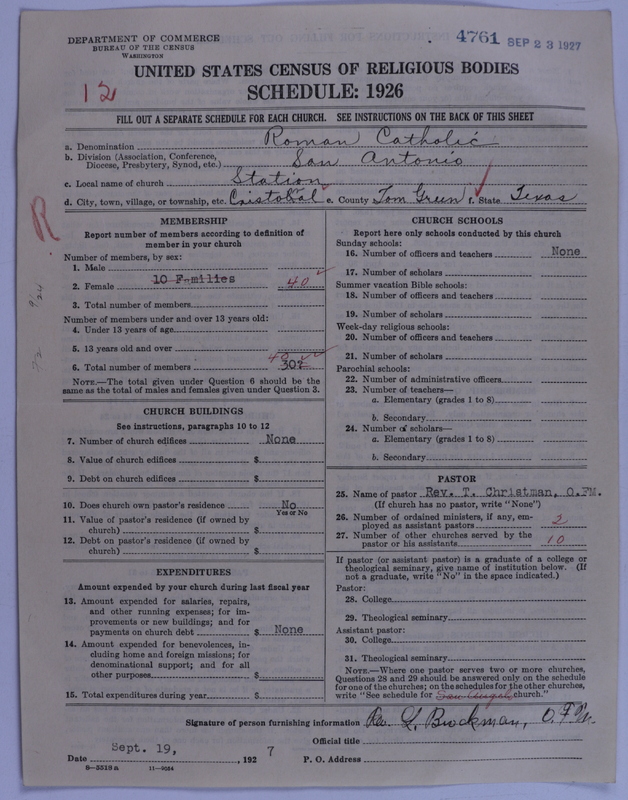 DEPARTMENT OF COMMERCE
BUREAU OF THE CENSUS
WASHINGTON
4761 SEP 23 1927
UNITED STATES CENSUS OF RELIGIOUS BODIES
12
SCHEDULE: 1926
FILL OUT A SEPARATE SCHEDULE FOR EACH CHURCH. SEE INSTRUCTIONS ON THE BACK OF THIS SHEET
a. Denomination Roman Catholic
b. Division (Association, Conference, Diocese, Presbytery, Synod, etc.) San Antonio
c. Local name of church Station
d. City, town, village, or township, etc. Cristobal e. County Tom Green f. State Texas
R
MEMBERSHIP
Report number of members according to definition of
member in your church
Number of members, by sex:
1. Male
10 Families
2. Female 40
3. Total number of members
Number of members under and over 13 years old:
4. Under 13 years of age
5. 13 years old and over
40
6. Total number of members 30?
NOTE.—The total given under Question 6 should be the
same as the total of males and females given under Question 3.
CHURCH BUILDINGS
See instructions, paragraphs 10 to 12
7. Number of church edifices None
8. Value of church edifices $
9. Debt on church edifices $
10. Does church own pastor's residence No
Yes or No
11. Value of pastor's residence (if owned by
church) $
12. Debt on pastor's residence (if owned by
church) $
EXPENDITURES
Amount expended by your church during last fiscal year
13. Amount expended for salaries, repairs,
and other running expenses; for im-
provements or new buildings; and for
payments on church debt $ None
14. Amount expended for benevolences, in-
cluding home and foreign missions; for
denominational support; and for all
other purposes $
15. Total expenditures during year $
CHURCH SCHOOLS
Report here only schools conducted by this church
Sunday schools:
16. Number of officers and teachers None
17. Number of scholars
Summer vacation Bible schools:
18. Number of officers and teachers
19. Number of scholars
Week-day religious schools:
20. Number of officers and teachers
21. Number of scholars
Parochial schools:
22. Number of administrative officers
23. Number of teachers—
a. Elementary (grades 1 to 8)
b. Secondary
24. Number of scholars—
a. Elementary (grades 1 to 8)
b. Secondary
PASTOR
25. Name of pastor Rev. T. Christman, O.FM.
(If church has no pastor, write "None")
26. Number of ordained ministers, if any, em-
ployed as assistant pastors 2
27. Number of other churches served by the
pastor or his assistants 10
If pastor (or assistant pastor) is a graduate of a college or
theological seminary, give name of institution below. (If
not a graduate, write "No" in the space indicated.)
Pastor:
28. College
29. Theological seminary
Assistant pastor:
30. College
31. Theological seminary
NOTE.—Where one pastor serves two or more churches,
Questions 28 and 29 should be answered only on the schedule
for one of the churches; on the schedules for the other churches,
write "See schedule for San Angelo church."
Signature of person furnishing information Rev. L. Brockman, O.F.M.
Official title
Date Sept. 19, , 192 7 P. O. Address
8—5518 a 11—9054